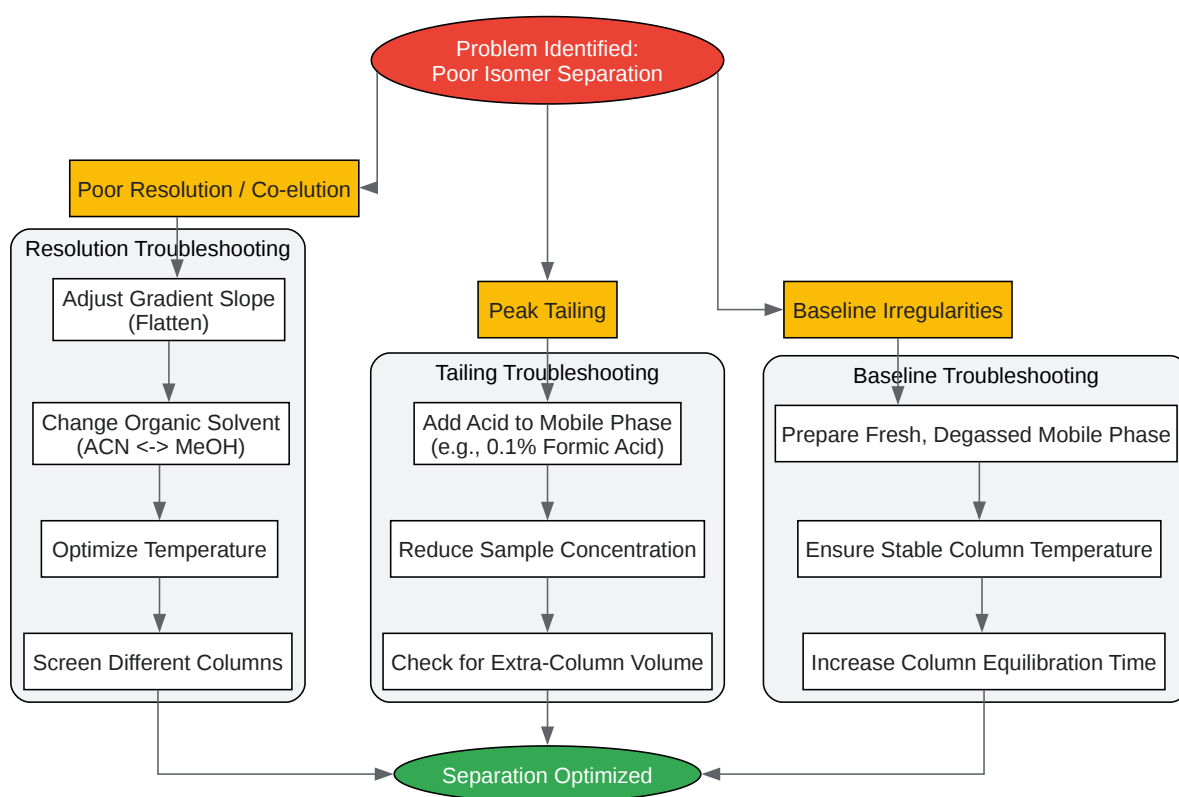 Problem Identified:
Poor Isomer Separation
Poor Resolution / Co-elution
Resolution Troubleshooting
Adjust Gradient Slope
(Flatten)
Change Organic Solvent
(ACN <-> MeOH)
Optimize Temperature
Screen Different Columns
Peak Tailing
Tailing Troubleshooting
Add Acid to Mobile Phase
(e.g., 0.1% Formic Acid)
Reduce Sample Concentration
Check for Extra-Column Volume
Baseline Irregularities
Baseline Troubleshooting
Prepare Fresh, Degassed Mobile Phase
Ensure Stable Column Temperature
Increase Column Equilibration Time
Separation Optimized